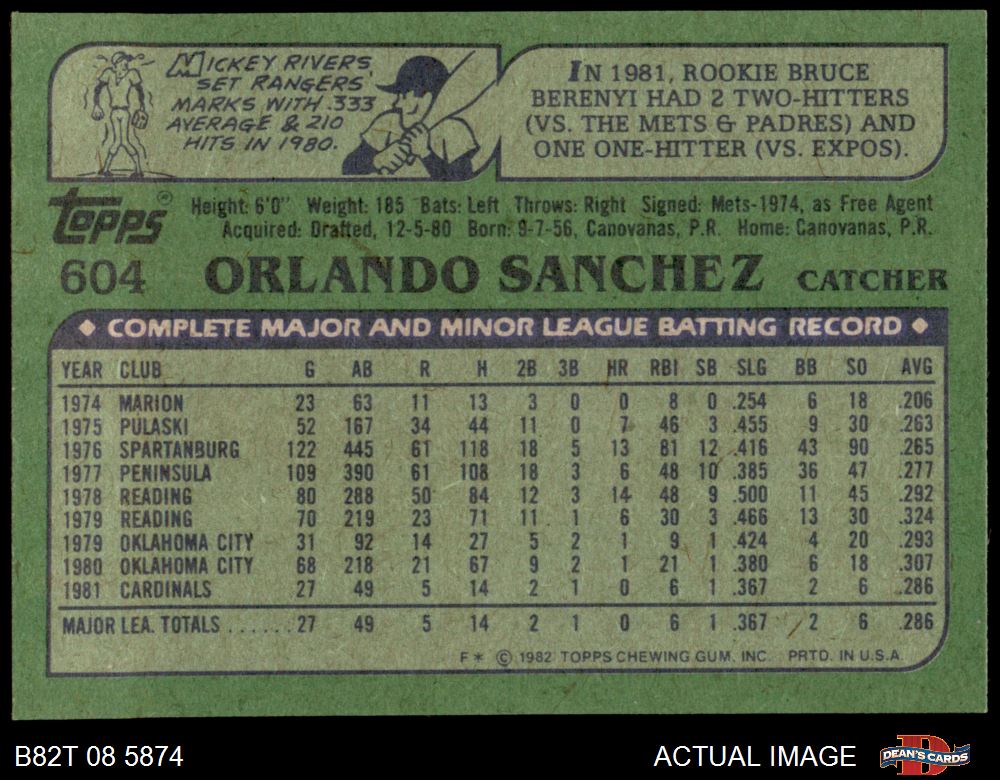 MICKEY RIVERS
SET RANGERS'
MARKS WITH .333
AVERAGE & 210
HITS IN 1980.
IN 1981, ROOKIE BRUCE
BERENYI HAD 2 TWO-HITTERS
(VS. THE METS & PADRES) AND
ONE ONE-HITTER (VS. EXPOS).
Topps®
Height: 6'0" Weight: 185 Bats: Left Throws: Right Signed: Mets-1974, as Free Agent
Acquired: Drafted, 12-5-80 Born: 9-7-56, Canovanas, P.R. Home: Canovanas, P.R.
604 ORLANDO SANCHEZ CATCHER
COMPLETE MAJOR AND MINOR LEAGUE BATTING RECORD
YEAR CLUB G AB R H 2B 3B HR RBI SB SLG BB SO AVG
1974 MARION 23 63 11 13 3 0 0 8 0 .254 6 18 .206
1975 PULASKI 52 167 34 44 11 0 7 46 3 .455 9 30 .263
1976 SPARTANBURG 122 445 61 118 18 5 13 81 12 .416 43 90 .265
1977 PENINSULA 109 390 61 108 18 3 6 48 10 .385 36 47 .277
1978 READING 80 288 50 84 12 3 14 48 9 .500 11 45 .292
1979 READING 70 219 23 71 11 1 6 30 3 .466 13 30 .324
1979 OKLAHOMA CITY 31 92 14 27 5 2 1 9 1 .424 4 20 .293
1980 OKLAHOMA CITY 68 218 21 67 9 2 1 21 1 .380 6 18 .307
1981 CARDINALS 27 49 5 14 2 1 0 6 1 .367 2 6 .286
MAJOR LEA. TOTALS ......27 49 5 14 2 1 0 6 1 .367 2 6 .286
F* © 1982 TOPPS CHEWING GUM, INC. PRTD. IN U.S.A.
B82T 08 5874 ACTUAL IMAGE DEAN'S CARDS